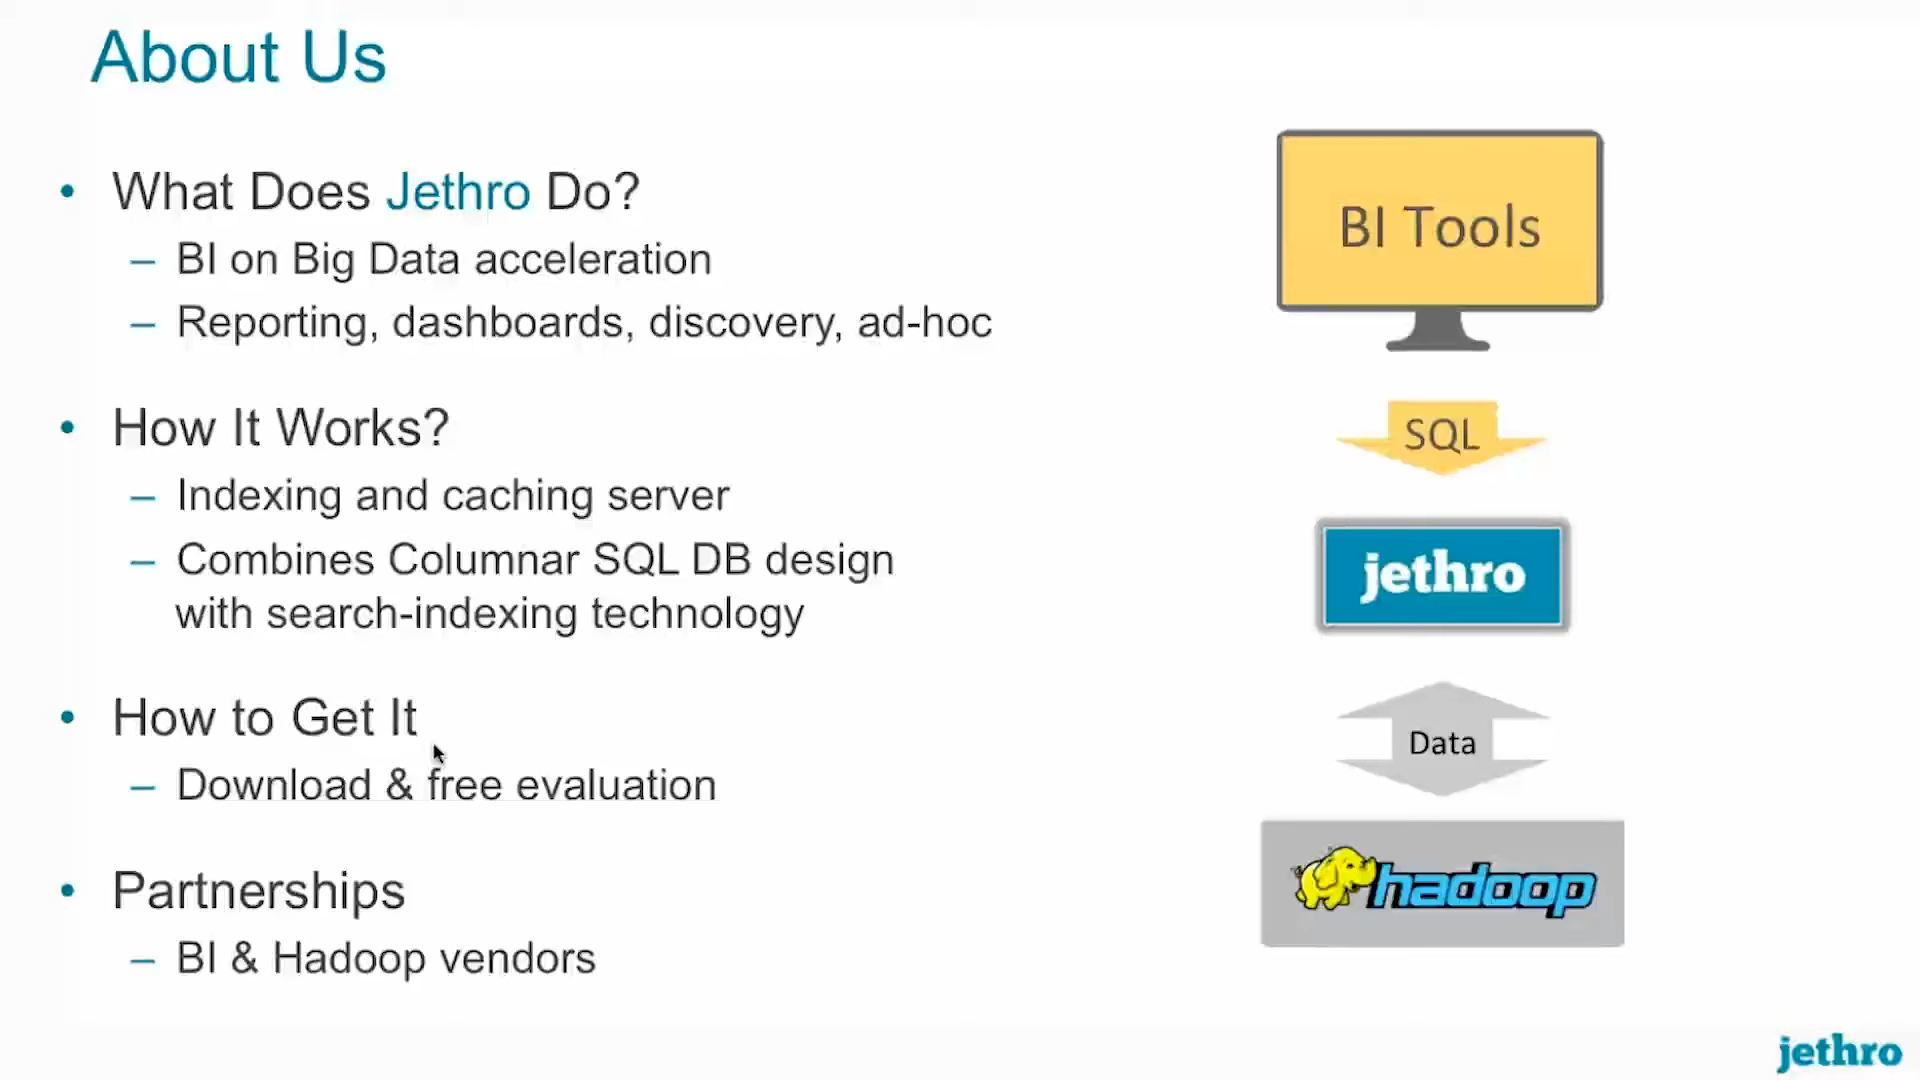 About Us
• What Does Jethro Do?
– BI on Big Data acceleration
– Reporting, dashboards, discovery, ad-hoc
• How It Works?
– Indexing and caching server
– Combines Columnar SQL DB design
with search-indexing technology
• How to Get It
– Download & free evaluation
• Partnerships
– BI & Hadoop vendors
BI Tools
SQL
jethro
Data
hadoop
jethro